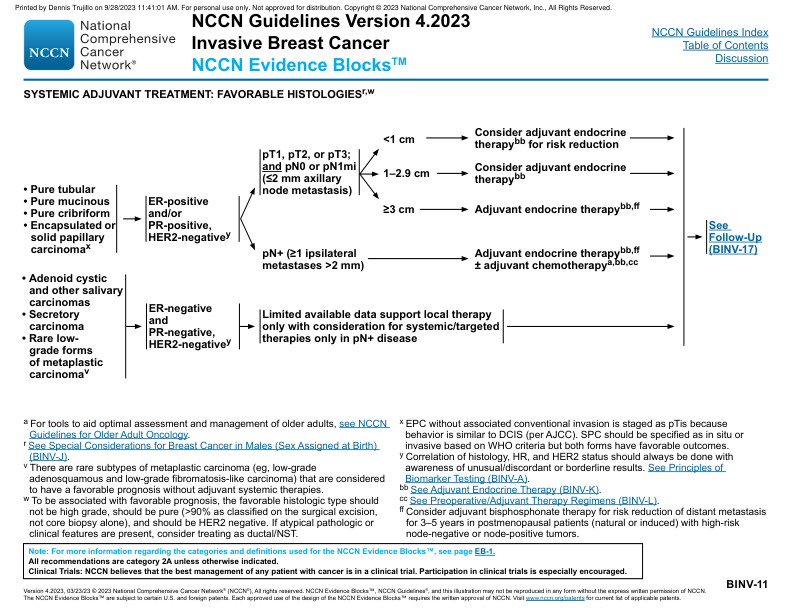 Printed by Dennis Trujillo on 9/28/2023 11:41:01 AM. For personal use only. Not approved for distribution. Copyright © 2023 National Comprehensive Cancer Network, Inc., All Rights Reserved.
NCCN
National
Comprehensive
Cancer
Network®
NCCN Guidelines Version 4.2023
Invasive Breast Cancer
NCCN Evidence Blocks™
NCCN Guidelines Index
Table of Contents
Discussion
SYSTEMIC ADJUVANT TREATMENT: FAVORABLE HISTOLOGIESr,w
• Pure tubular
• Pure mucinous
• Pure cribriform
• Encapsulated or
solid papillary
carcinomax
ER-positive
and/or
PR-positive,
HER2-negativey
pT1, pT2, or pT3;
and pN0 or pN1mi
(≤2 mm axillary
node metastasis)
<1 cm
Consider adjuvant endocrine
therapybb for risk reduction
1–2.9 cm
Consider adjuvant endocrine
therapybb
≥3 cm
Adjuvant endocrine therapybb,ff
pN+ (≥1 ipsilateral
metastases >2 mm)
Adjuvant endocrine therapybb,ff
± adjuvant chemotherapya,bb,cc
See
Follow-Up
(BINV-17)
• Adenoid cystic
and other salivary
carcinomas
• Secretory
carcinoma
• Rare low-
grade forms
of metaplastic
carcinomav
ER-negative
and
PR-negative,
HER2-negativey
Limited available data support local therapy
only with consideration for systemic/targeted
therapies only in pN+ disease
a For tools to aid optimal assessment and management of older adults, see NCCN
Guidelines for Older Adult Oncology.
r See Special Considerations for Breast Cancer in Males (Sex Assigned at Birth)
(BINV-J).
v There are rare subtypes of metaplastic carcinoma (eg, low-grade
adenosquamous and low-grade fibromatosis-like carcinoma) that are considered
to have a favorable prognosis without adjuvant systemic therapies.
w To be associated with favorable prognosis, the favorable histologic type should
not be high grade, should be pure (>90% as classified on the surgical excision,
not core biopsy alone), and should be HER2 negative. If atypical pathologic or
clinical features are present, consider treating as ductal/NST.
x EPC without associated conventional invasion is staged as pTis because
behavior is similar to DCIS (per AJCC). SPC should be specified as in situ or
invasive based on WHO criteria but both forms have favorable outcomes.
y Correlation of histology, HR, and HER2 status should always be done with
awareness of unusual/discordant or borderline results. See Principles of
Biomarker Testing (BINV-A).
bb See Adjuvant Endocrine Therapy (BINV-K).
cc See Preoperative/Adjuvant Therapy Regimens (BINV-L).
ff Consider adjuvant bisphosphonate therapy for risk reduction of distant metastasis
for 3–5 years in postmenopausal patients (natural or induced) with high-risk
node-negative or node-positive tumors.
Note: For more information regarding the categories and definitions used for the NCCN Evidence Blocks™, see page EB-1.
All recommendations are category 2A unless otherwise indicated.
Clinical Trials: NCCN believes that the best management of any patient with cancer is in a clinical trial. Participation in clinical trials is especially encouraged.
BINV-11
Version 4.2023, 03/23/23 © 2023 National Comprehensive Cancer Network® (NCCN®), All rights reserved. NCCN Evidence Blocks™, NCCN Guidelines®, and this illustration may not be reproduced in any form without the express written permission of NCCN.
The NCCN Evidence Blocks™ are subject to certain U.S. and foreign patents. Each approved use of the design of the NCCN Evidence Blocks™ requires the written approval of NCCN. Visit www.nccn.org/patents for current list of applicable patents.